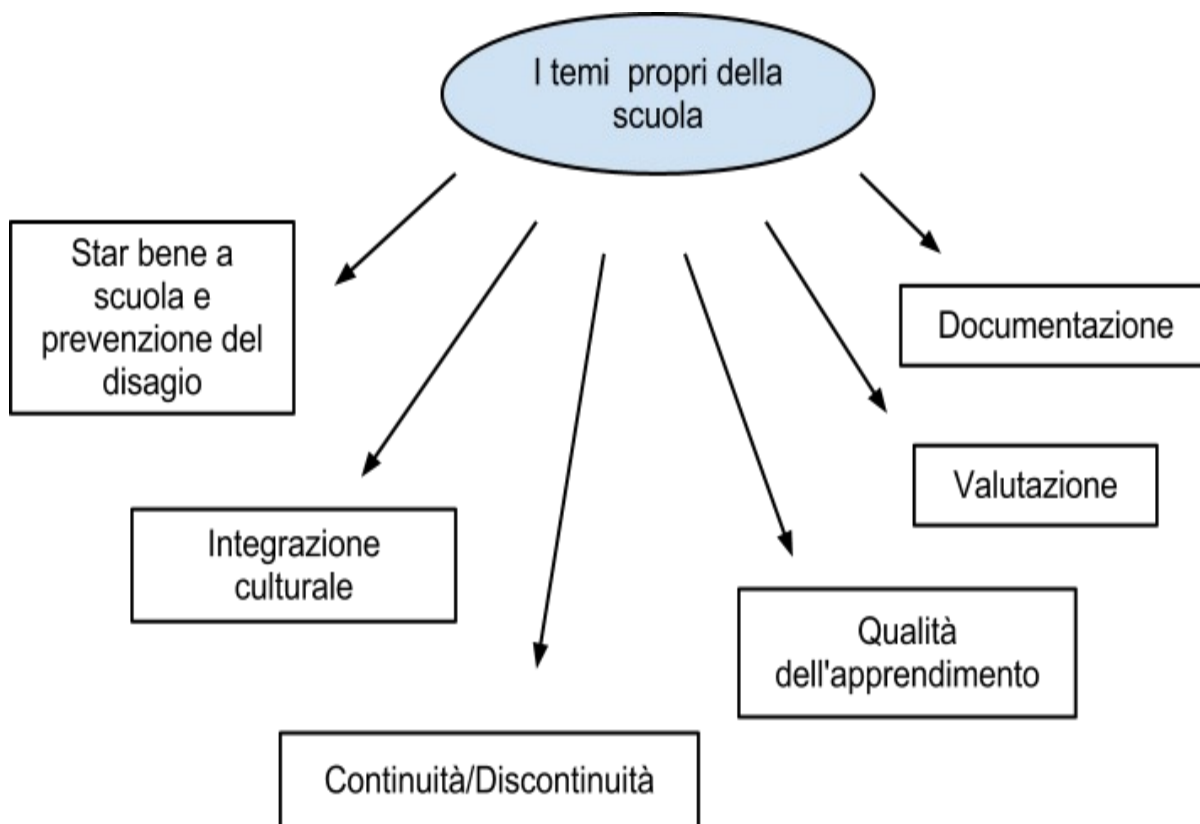 I temi propri della
scuola
Star bene a
scuola e
prevenzione del
disagio
Documentazione
Valutazione
Integrazione
culturale
Qualità
dell'apprendimento
Continuità/Discontinuità